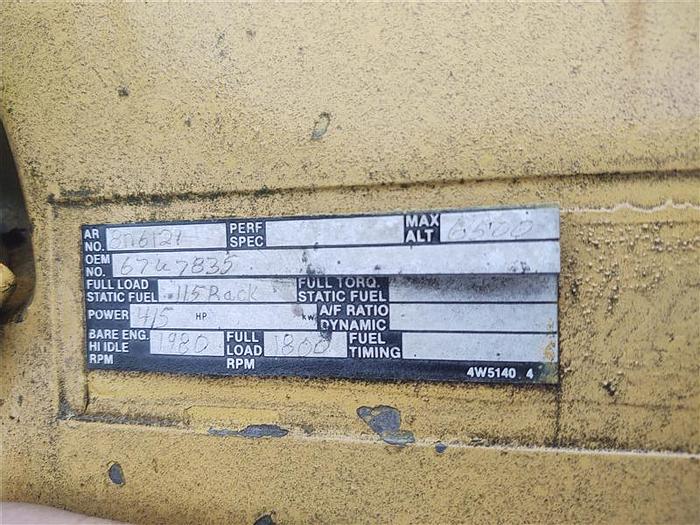 AR NO. 3N6121 PERF SPEC MAX ALT 6500
OEM NO. 6747835
FULL LOAD STATIC FUEL .115 Rack FULL TORQ. STATIC FUEL
POWER 415 HP KW A/F RATIO DYNAMIC
BARE ENG. HI IDLE RPM 1980 FULL LOAD RPM 1800 FUEL TIMING
4W5140 4